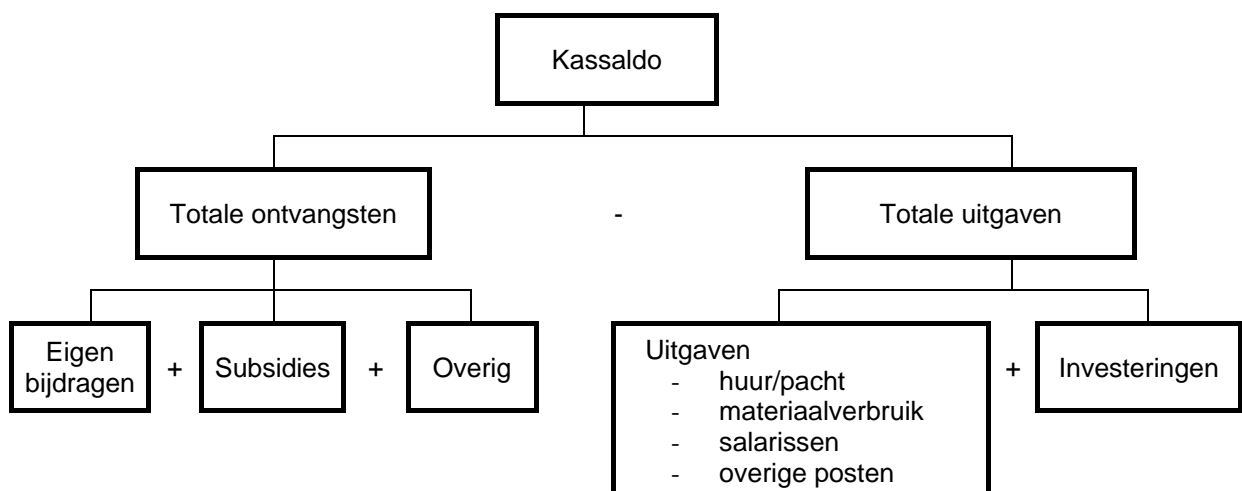 Kassaldo
Totale ontvangsten
-
Totale uitgaven
Eigen
bijdragen
+
Subsidies
+
Overig
Uitgaven
- huur/pacht
- materiaalverbruik
- salarissen
- overige posten
+
Investeringen